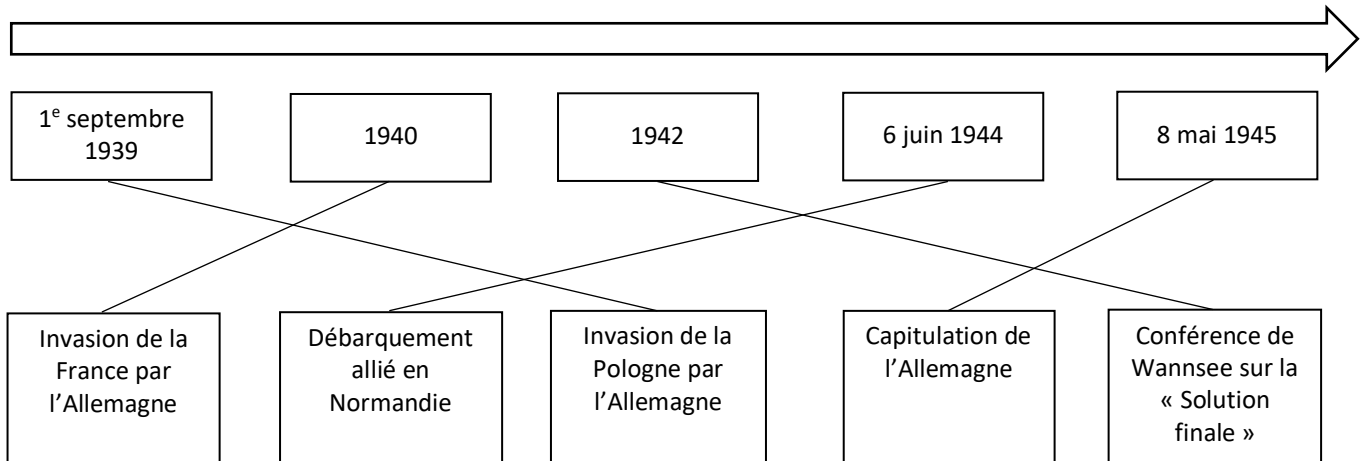 1e septembre
1939
1940
1942
6 juin 1944
8 mai 1945
Invasion de la
France par
l’Allemagne
Débarquement
allié en
Normandie
Invasion de la
Pologne par
l’Allemagne
Capitulation de
l’Allemagne
Conférence de
Wannsee sur la
« Solution
finale »